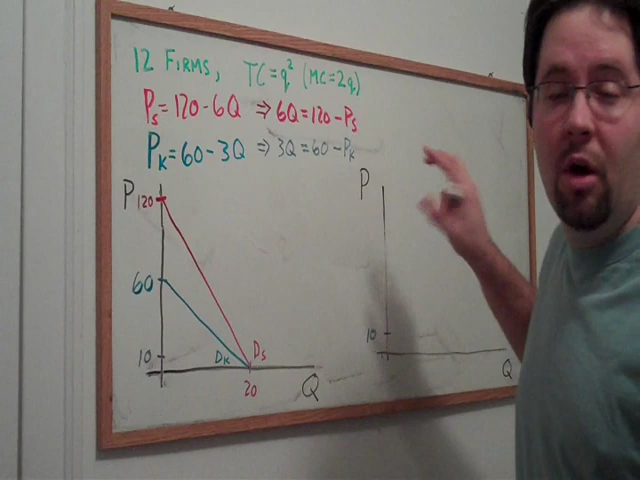 12 FIRMS, TC=q² (MC=2q)
Ps=120-6Q ⇒ 6Q=120-Ps
PK=60-3Q ⇒ 3Q=60-PK
P
120
60
10
DK
Ds
20
Q
P
10
Q